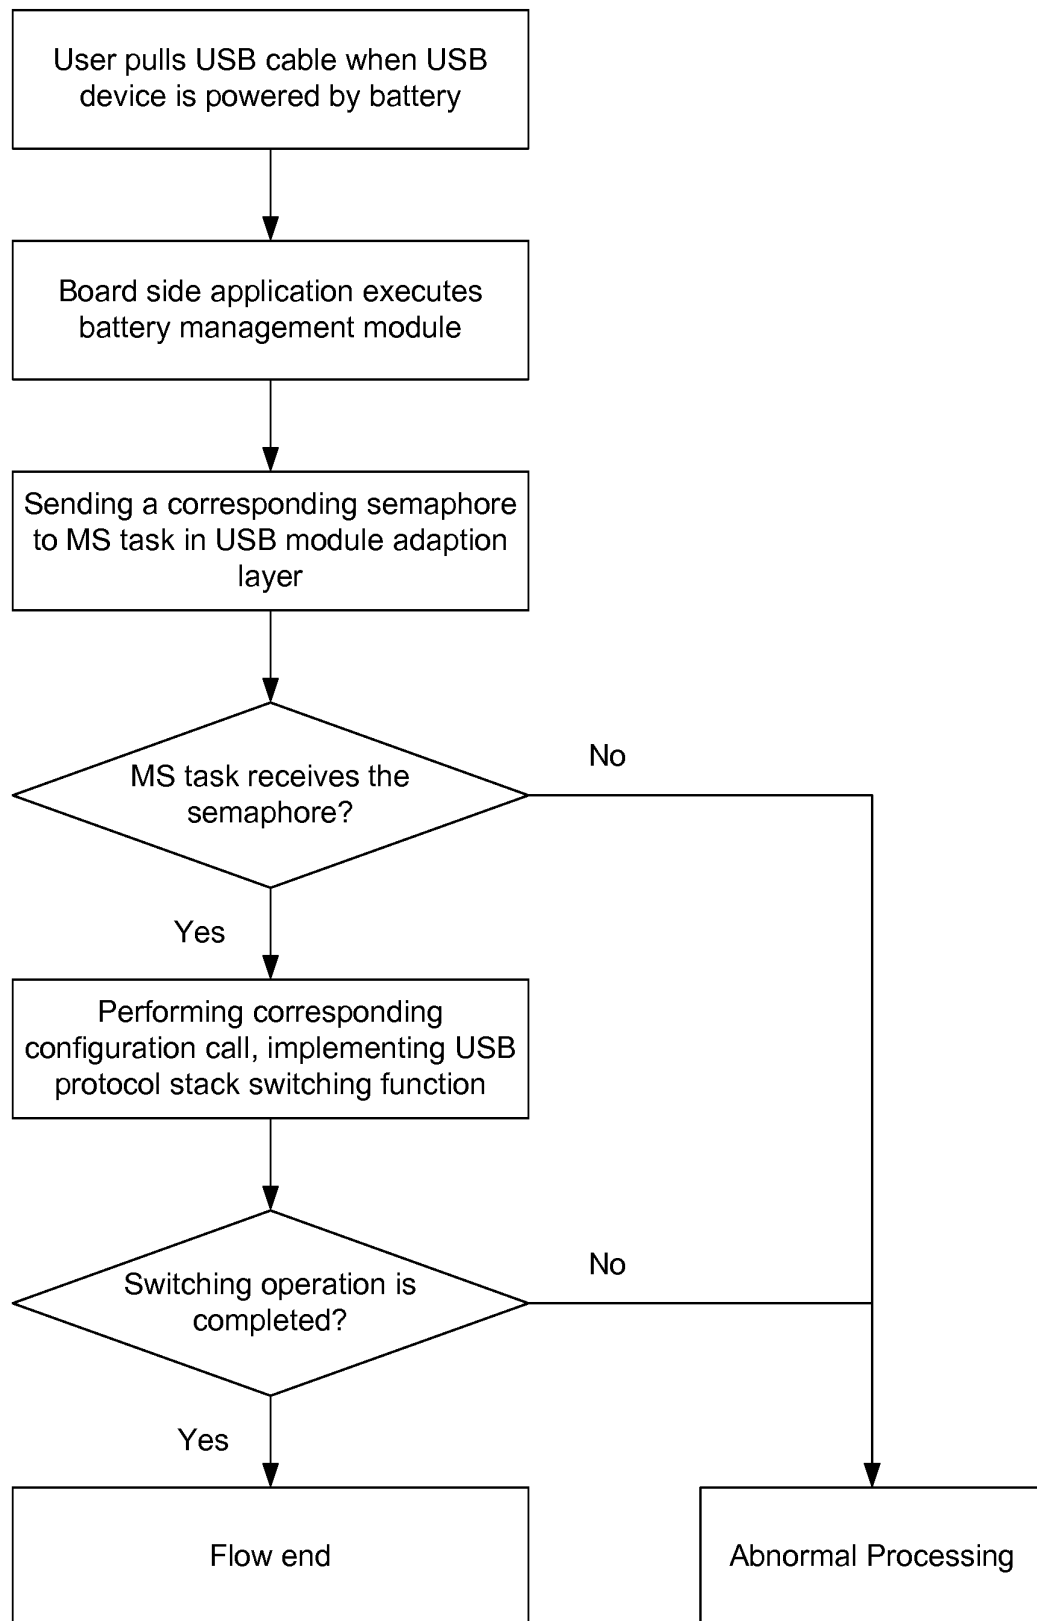 User pulls USB cable when USB
device is powered by battery
Board side application executes
battery management module
Sending a corresponding semaphore
to MS task in USB module adaption
layer
MS task receives the
semaphore?
No
Yes
Performing corresponding
configuration call, implementing USB
protocol stack switching function
Switching operation is
completed?
No
Yes
Flow end
Abnormal Processing